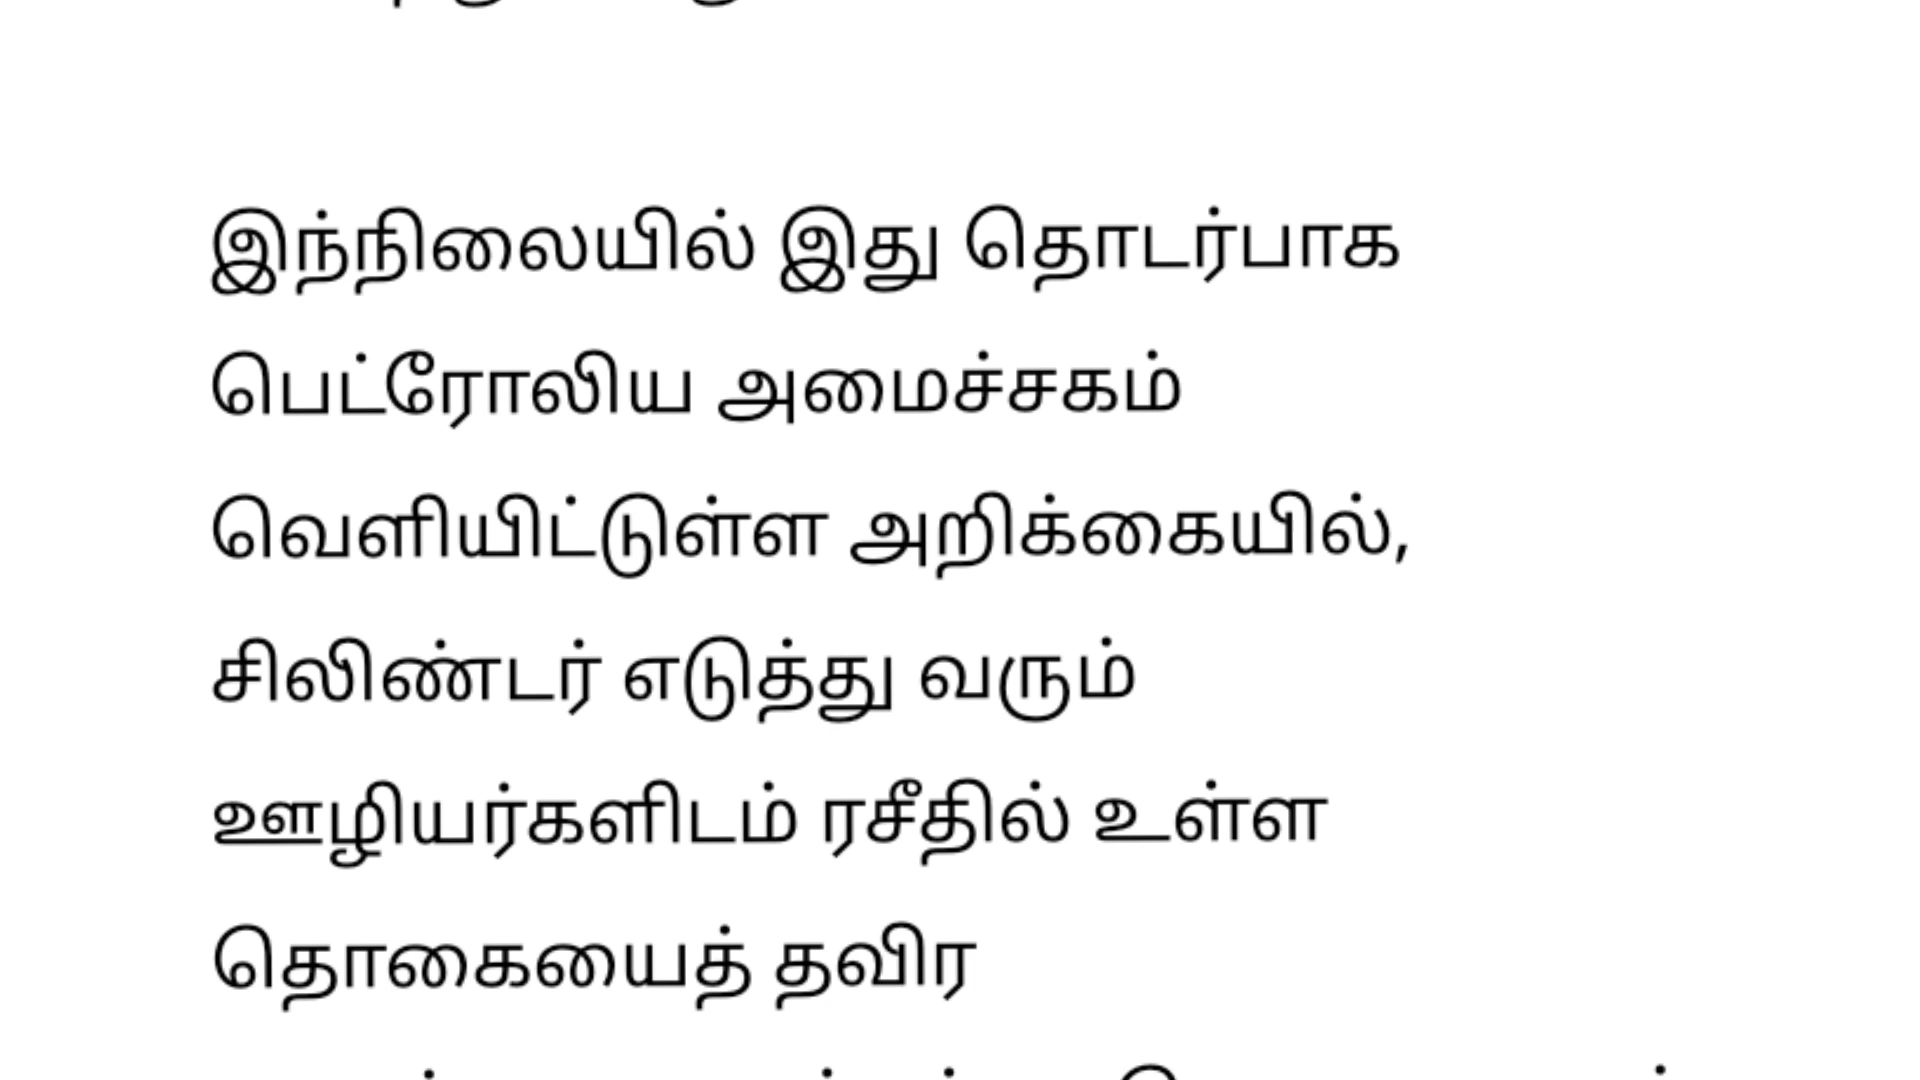 இந்நிலையில் இது தொடர்பாக
பெட்ரோலிய அமைச்சகம்
வெளியிட்டுள்ள அறிக்கையில்,
சிலிண்டர் எடுத்து வரும்
ஊழியர்களிடம் ரசீதில் உள்ள
தொகையைத் தவிர